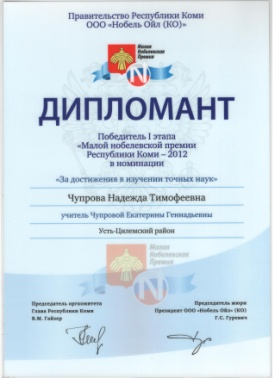 Правительство Республики Коми
ООО «Нобель Ойл (КО)»
Малая
Нобелевская
Премия
N
ДИПЛОМАНТ
Победитель I этапа
«Малой нобелевской премии
Республики Коми – 2012
в номинации
«За достижения в изучении точных наук»
Чупрова Надежда Тимофеевна
учитель Чупровой Екатерины Геннадьевны
Усть-Цилемский район
Малая
Нобелевская
Премия
N
Председатель оргкомитета
Глава Республики Коми
В.М. Гайзер
Председатель жюри
Президент ООО «Нобель Ойл» (КО)
Г.С. Гуревич